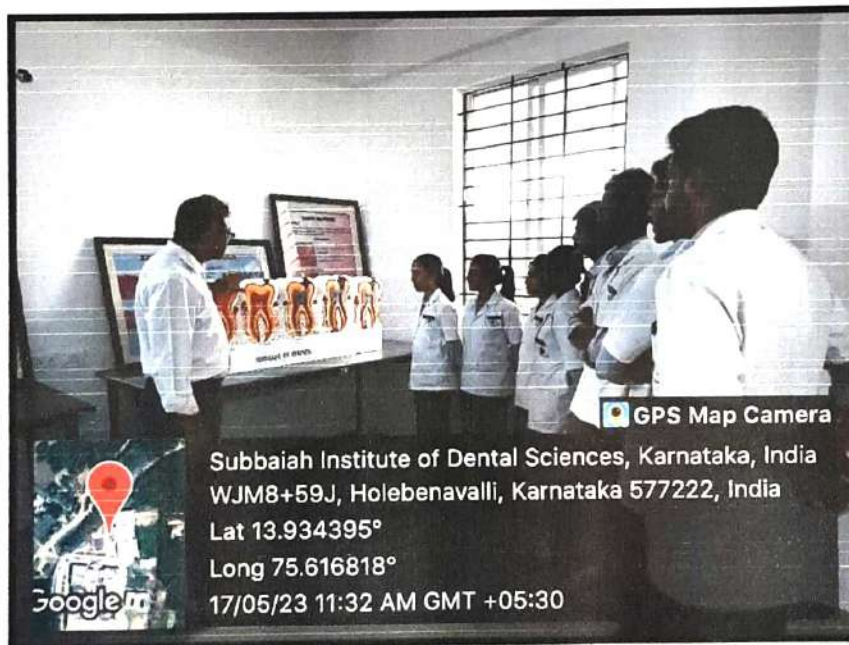 GPS Map Camera
Subbaiah Institute of Dental Sciences, Karnataka, India
WJM8+59J, Holebenavalli, Karnataka 577222, India
Lat 13.934395°
Long 75.616818°
17/05/23 11:32 AM GMT +05:30
Google